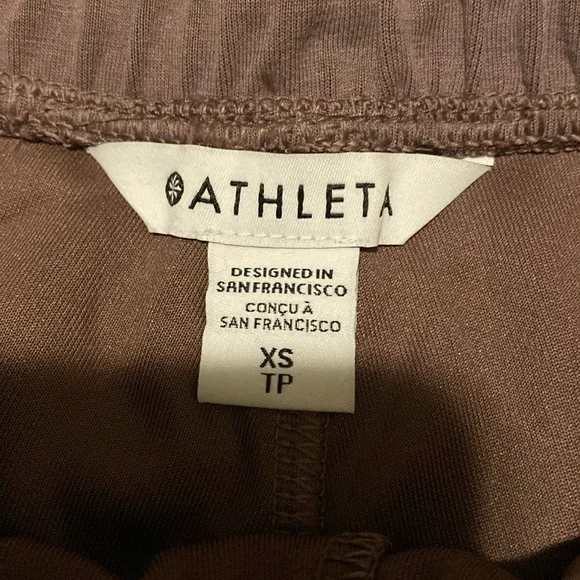 ATHLETA
DESIGNED IN
SAN FRANCISCO
CONÇU À
SAN FRANCISCO
XS
TP